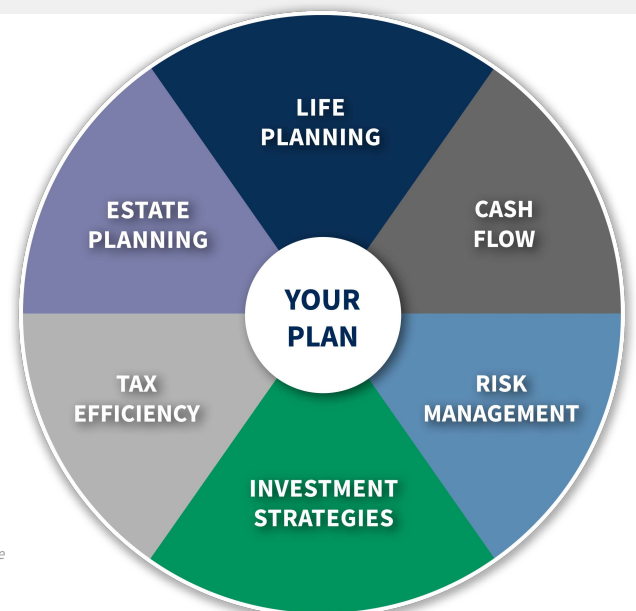 LIFE
PLANNING
CASH
FLOW
RISK
MANAGEMENT
INVESTMENT
STRATEGIES
TAX
EFFICIENCY
ESTATE
PLANNING
YOUR
PLAN
e